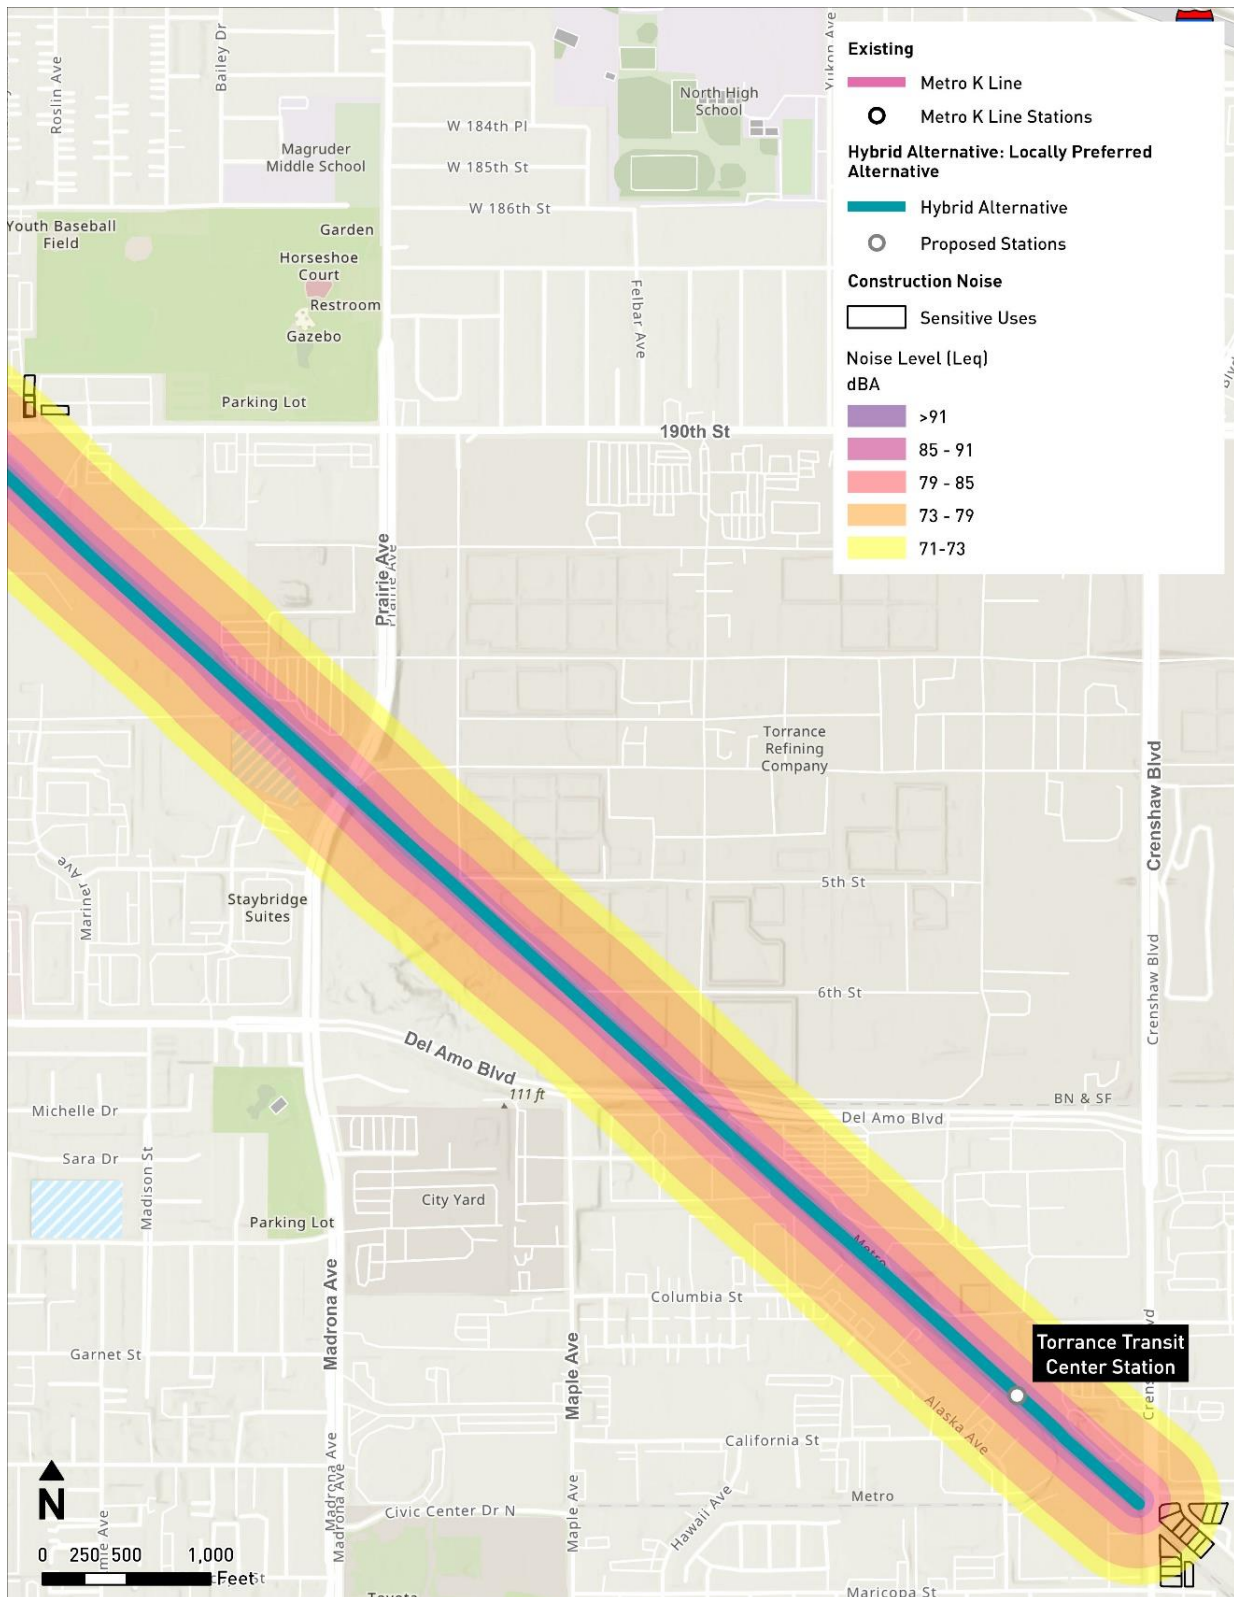 Existing
Metro K Line
Metro K Line Stations
Hybrid Alternative: Locally Preferred
Alternative
Hybrid Alternative
Proposed Stations
Construction Noise
Sensitive Uses
Noise Level (Leq)
dBA
>91
85 - 91
79 - 85
73 - 79
71-73
Roslin Ave
Bailey Dr
Yukon Ave
North High
School
W 184th Pl
Magruder
Middle School
W 185th St
W 186th St
Youth Baseball
Field
Garden
Horseshoe
Court
Restroom
Gazebo
Felbar Ave
Parking Lot
190th St
Prairie Ave
Prairie Ave
Torrance
Refining
Company
Crenshaw Blvd
Mariner Ave
Staybridge
Suites
5th St
6th St
Crenshaw Blvd
Del Amo Blvd
111 ft
BN & SF
Del Amo Blvd
Michelle Dr
Sara Dr
Madison St
City Yard
Parking Lot
Metro
Columbia St
Madrona Ave
Garnet St
Maple Ave
Torrance Transit
Center Station
Alaska Ave
California St
Madrona Ave
Madrona Ave
Maple Ave
Metro
Hawaii Ave
Civic Center Dr N
N
0 250 500 1,000
Feet
Maricopa St